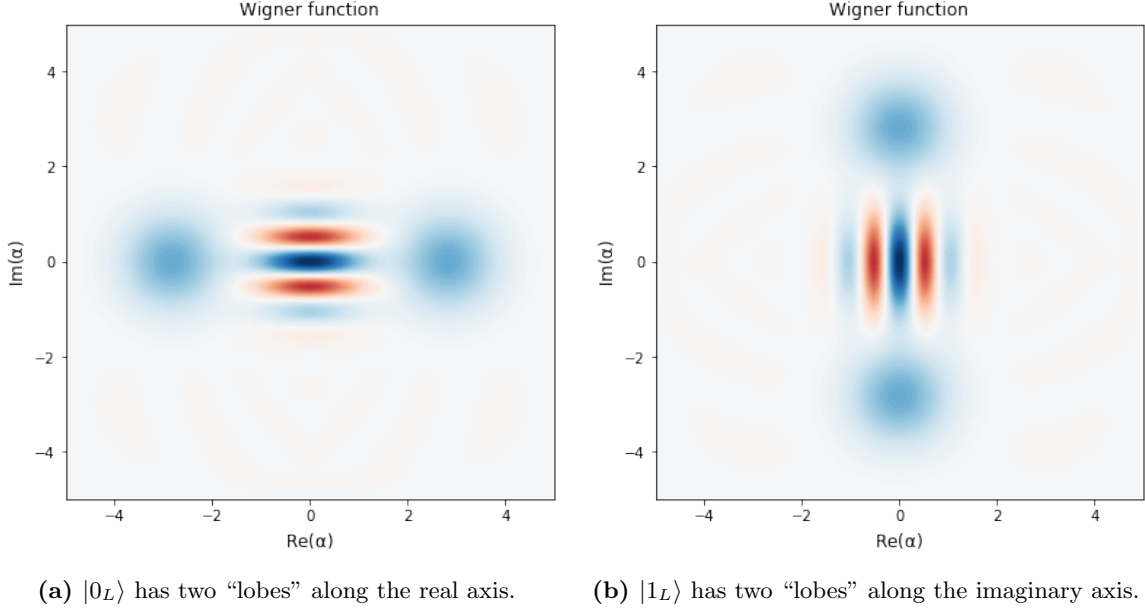 Wigner function
Wigner function
4
2
0
−2
−4
Im(α)
−4
−2
0
2
4
Re(α)
4
2
0
−2
−4
Im(α)
−4
−2
0
2
4
Re(α)
(a) |0L⟩ has two “lobes” along the real axis.
(b) |1L⟩ has two “lobes” along the imaginary axis.